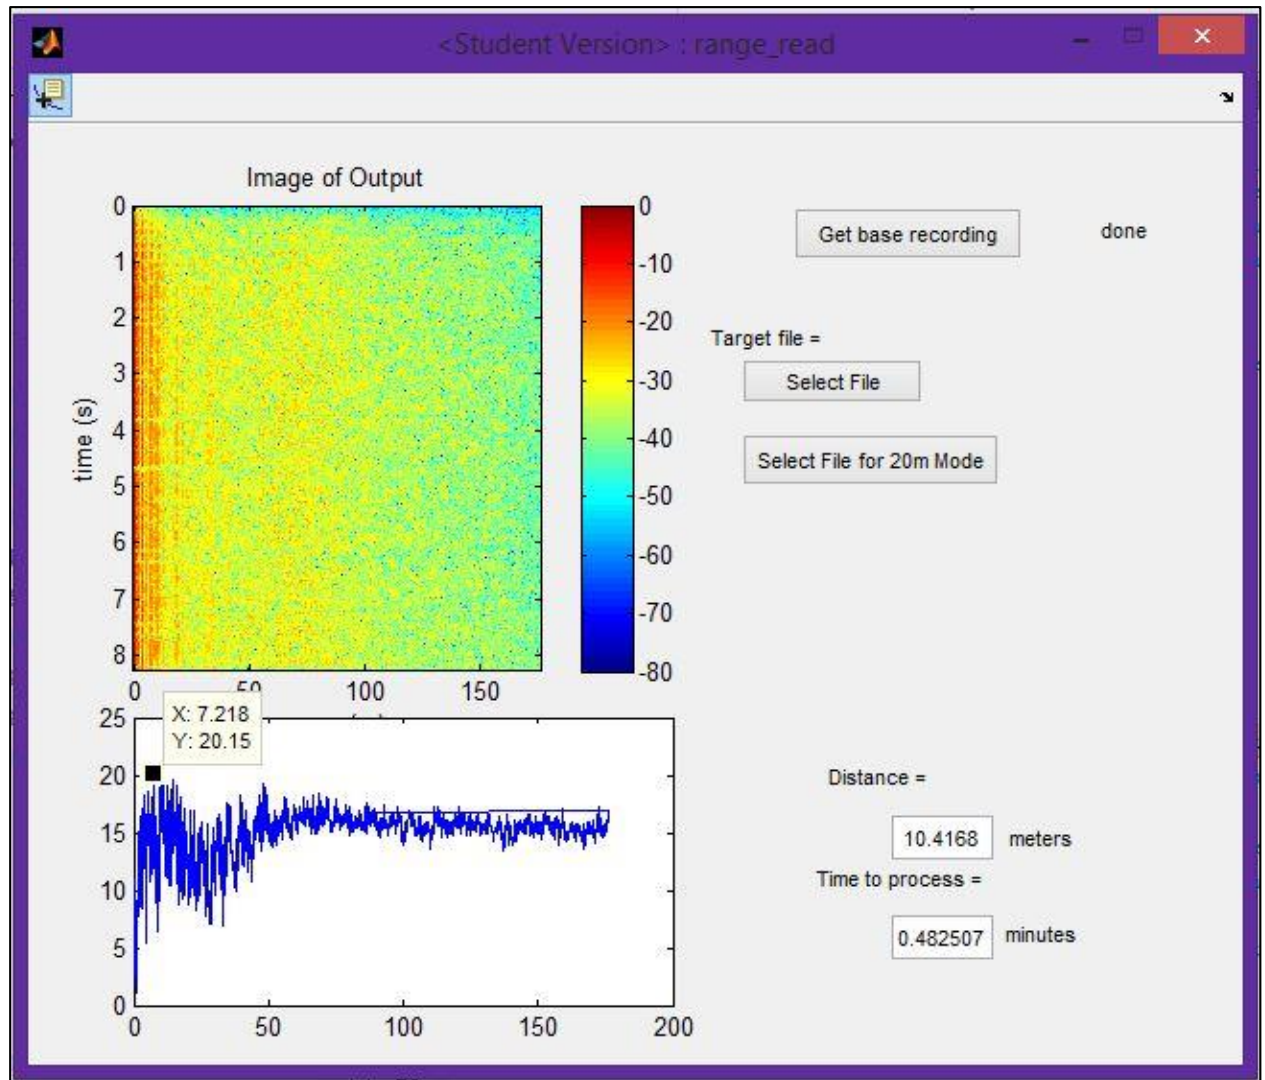 <Student Version> : range_read
Image of Output
0
1
2
3
4
5
6
7
8
time (s)
0
50
100
150
0
-10
-20
-30
-40
-50
-60
-70
-80
Get base recording
done
Target file =
Select File
Select File for 20m Mode
X: 7.218
Y: 20.15
25
20
15
10
5
0
0
50
100
150
200
Distance =
10.4168 meters
Time to process =
0.482507 minutes